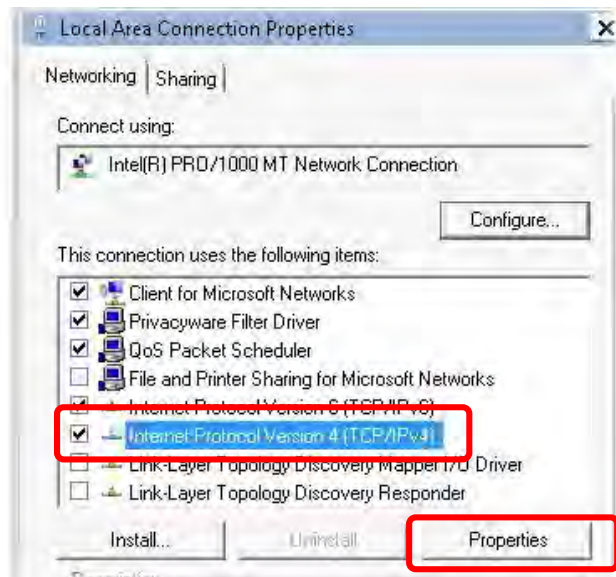 Local Area Connection Properties
Networking
Sharing
Connect using:
Intel(R) PRO/1000 MT Network Connection
Configure...
This connection uses the following items:
Client for Microsoft Networks
Privacyware Filter Driver
QoS Packet Scheduler
File and Printer Sharing for Microsoft Networks
Internet Protocol Version 6 (TCP/IPv6)
Internet Protocol Version 4 (TCP/IPv4)
Link-Layer Topology Discovery Mapper I/O Driver
Link-Layer Topology Discovery Responder
Install...
Uninstall
Properties